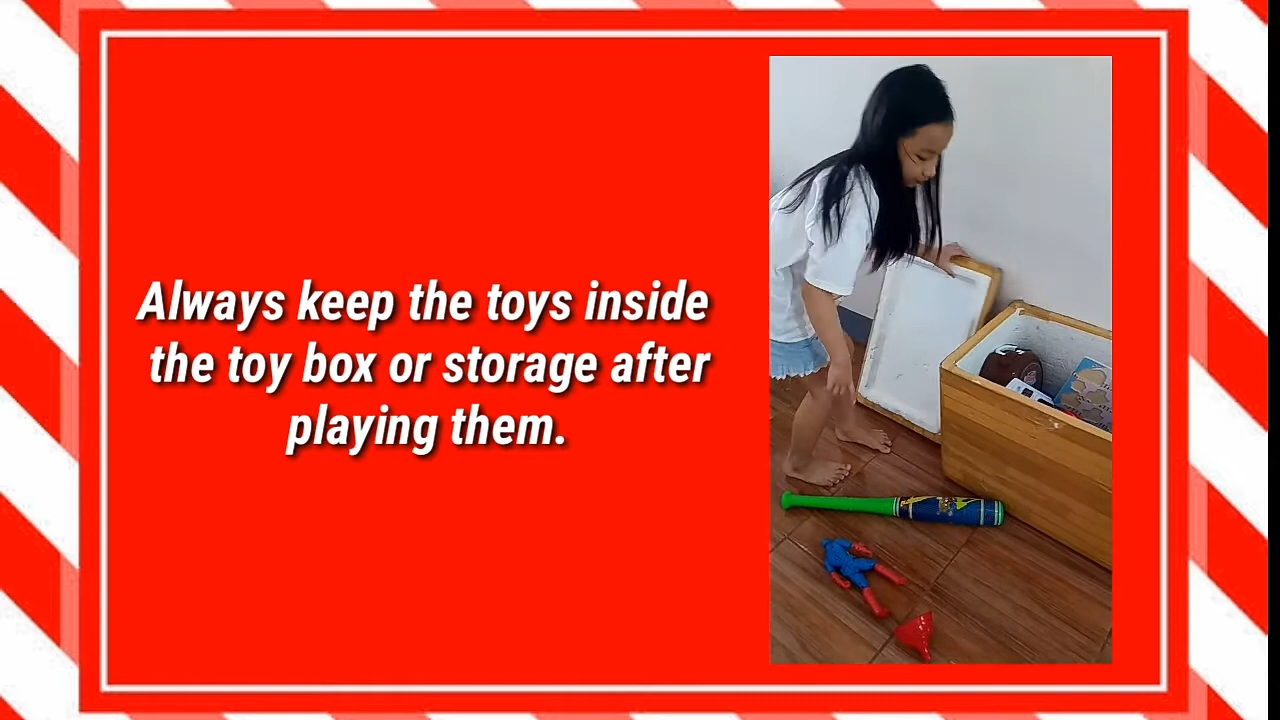 Always keep the toys inside
the toy box or storage after
playing them.